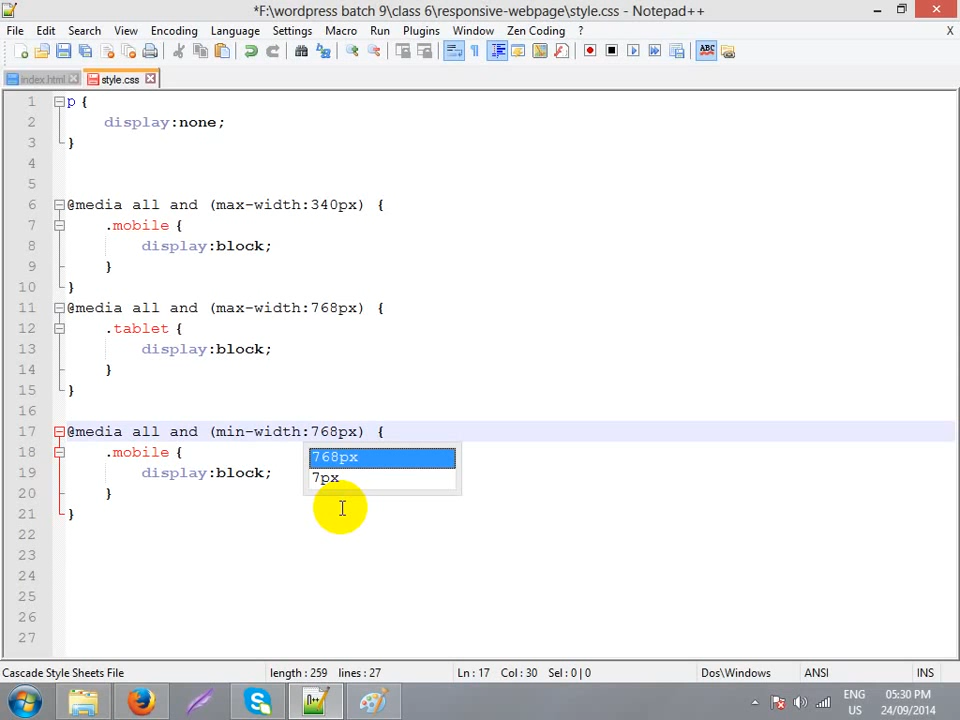 *F:\wordpress batch 9\class 6\responsive-webpage\style.css - Notepad++
File Edit Search View Encoding Language Settings Macro Run Plugins Window Zen Coding ? X
index.html style.css
1 p {
2 display:none;
3 }
4
5
6 @media all and (max-width:340px) {
7 .mobile {
8 display:block;
9 }
10 }
11 @media all and (max-width:768px) {
12 .tablet {
13 display:block;
14 }
15 }
16
17 @media all and (min-width:768px) {
768px
18 .mobile {
7px
19 display:block;
20 }
21 }
22
23
24
25
26
27
Cascade Style Sheets File length : 259 lines : 27 Ln : 17 Col : 30 Sel : 0 | 0 Dos\Windows ANSI INS
ENG 05:30 PM
US 24/09/2014